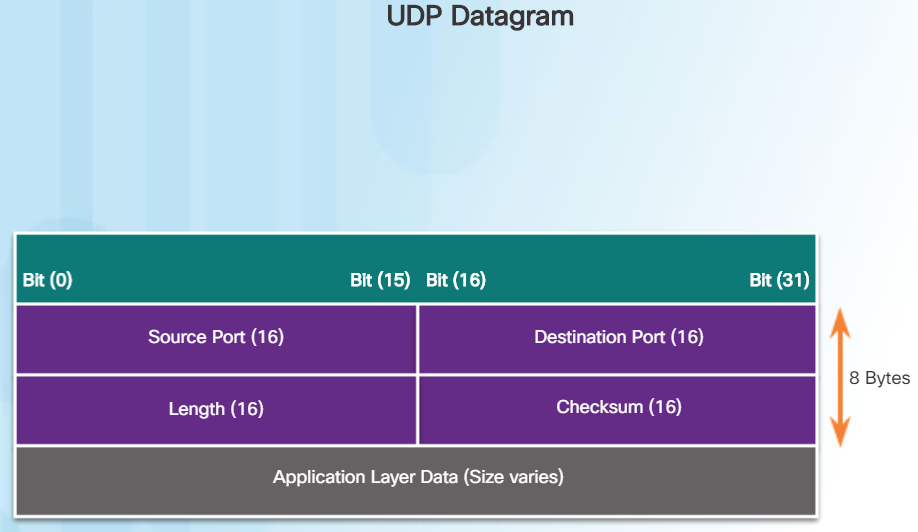 UDP Datagram
Bit (0) Bit (15) Bit (16) Bit (31)
Source Port (16) Destination Port (16)
8 Bytes
Length (16) Checksum (16)
Application Layer Data (Size varies)